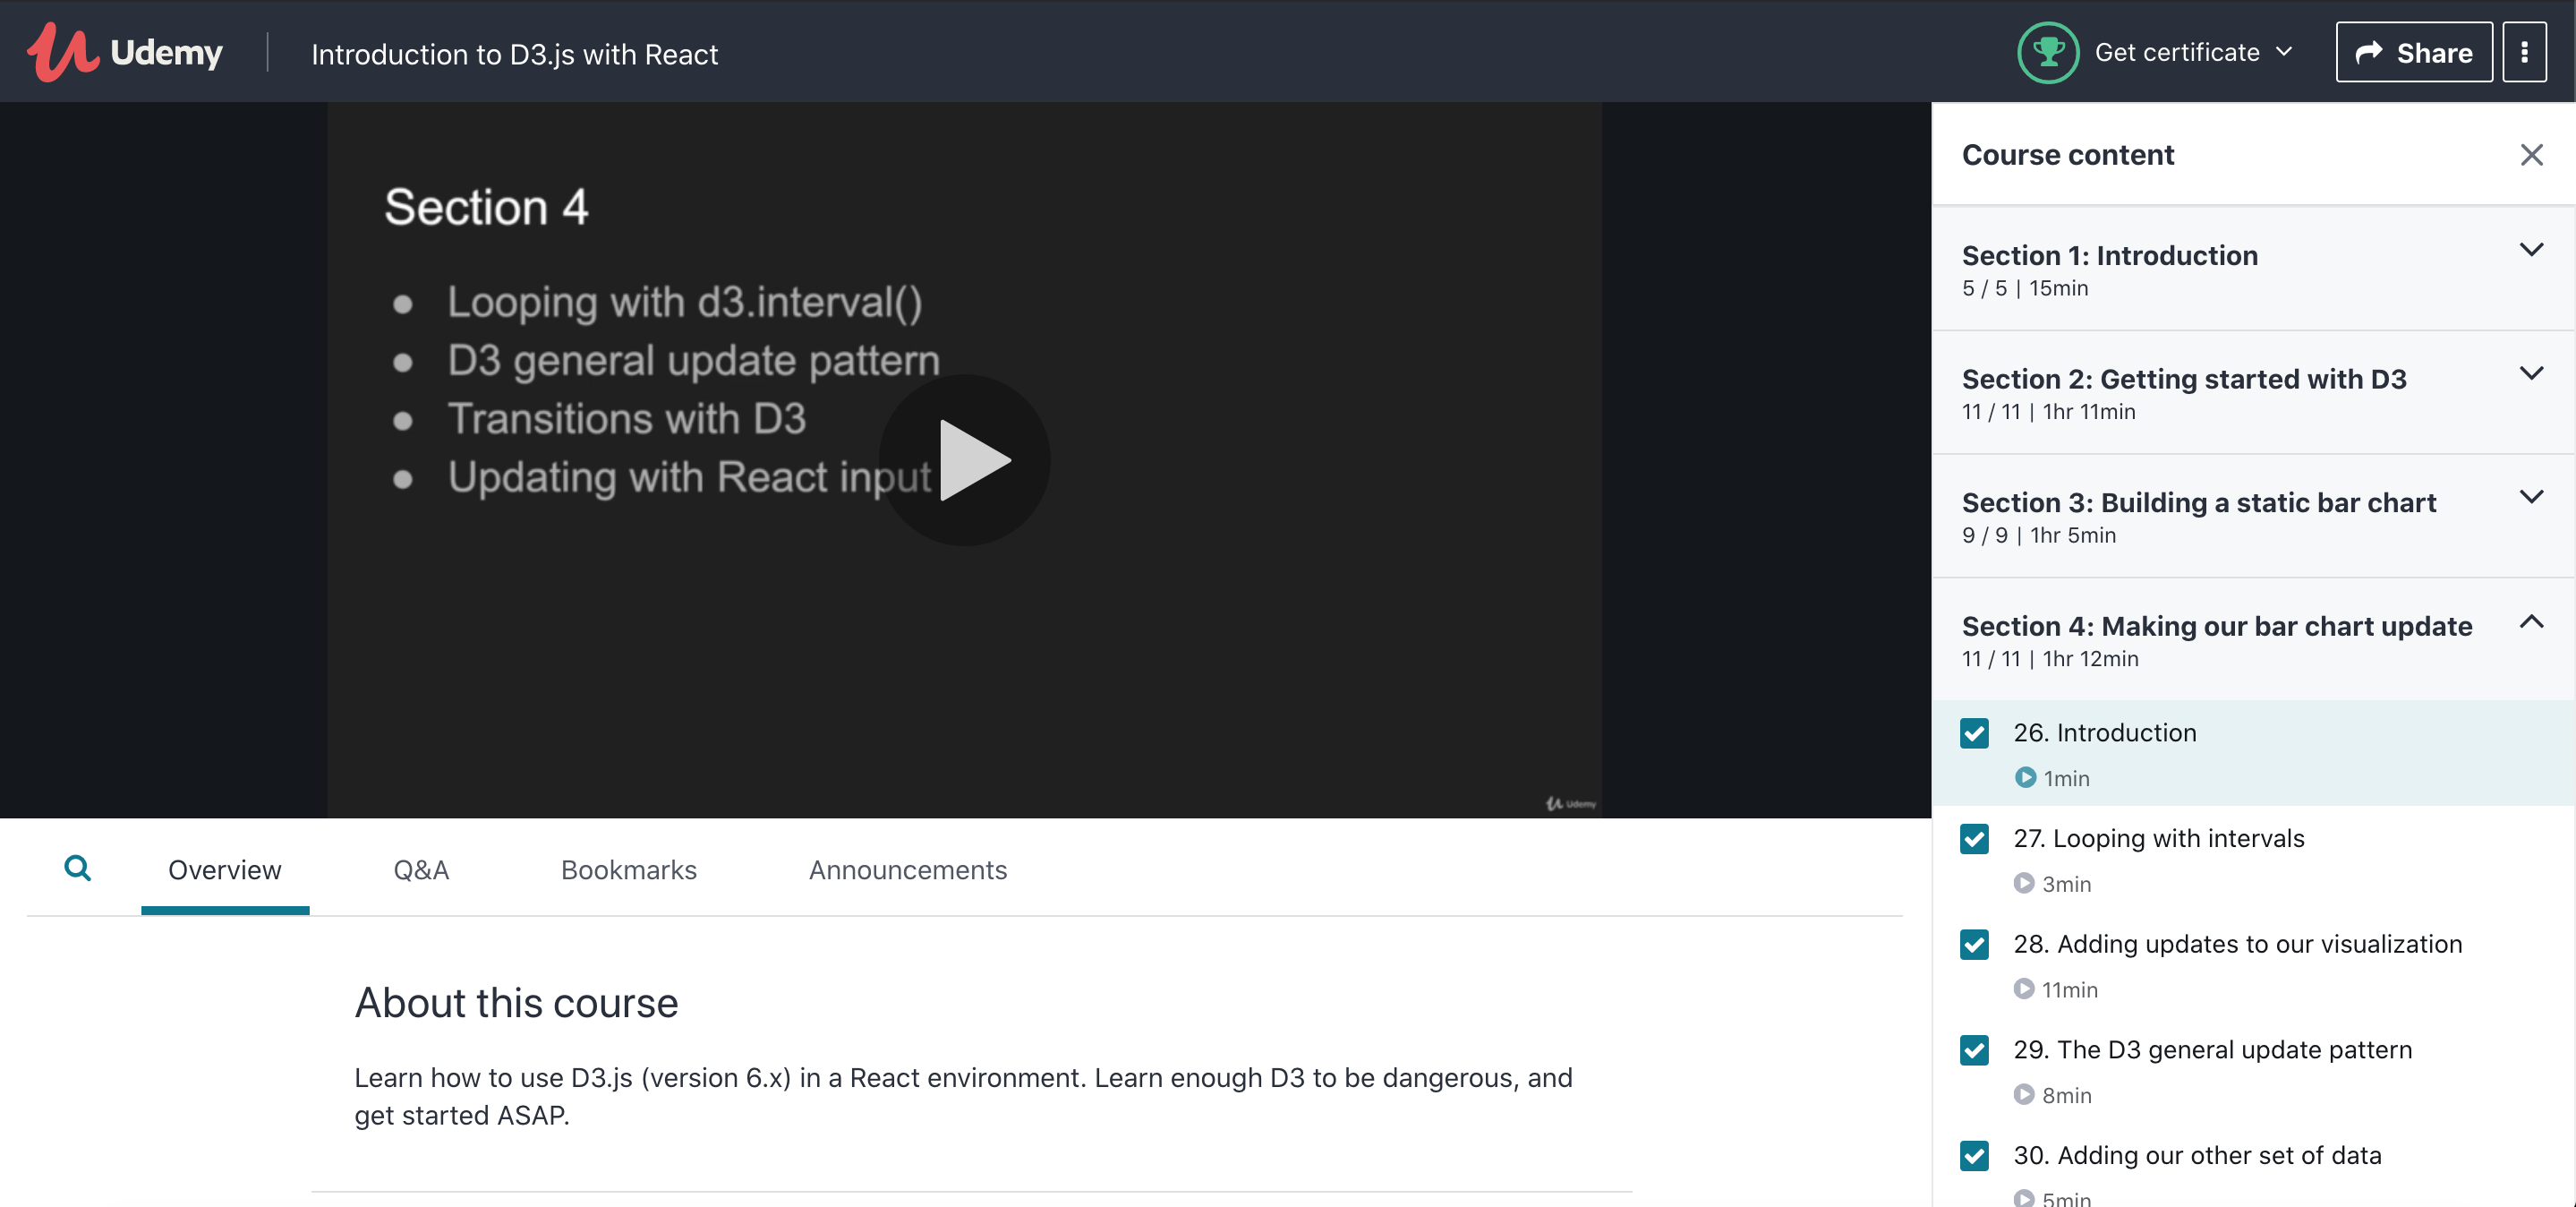 Udemy
Introduction to D3.js with React
Get certificate
Share
Section 4
Looping with d3.interval()
D3 general update pattern
Transitions with D3
Updating with React input
Udemy
Overview
Q&A
Bookmarks
Announcements
About this course
Learn how to use D3.js (version 6.x) in a React environment. Learn enough D3 to be dangerous, and
get started ASAP.
Course content
Section 1: Introduction
5 / 5 | 15min
Section 2: Getting started with D3
11 / 11 | 1hr 11min
Section 3: Building a static bar chart
9 / 9 | 1hr 5min
Section 4: Making our bar chart update
11 / 11 | 1hr 12min
26. Introduction
1min
27. Looping with intervals
3min
28. Adding updates to our visualization
11min
29. The D3 general update pattern
8min
30. Adding our other set of data
5min